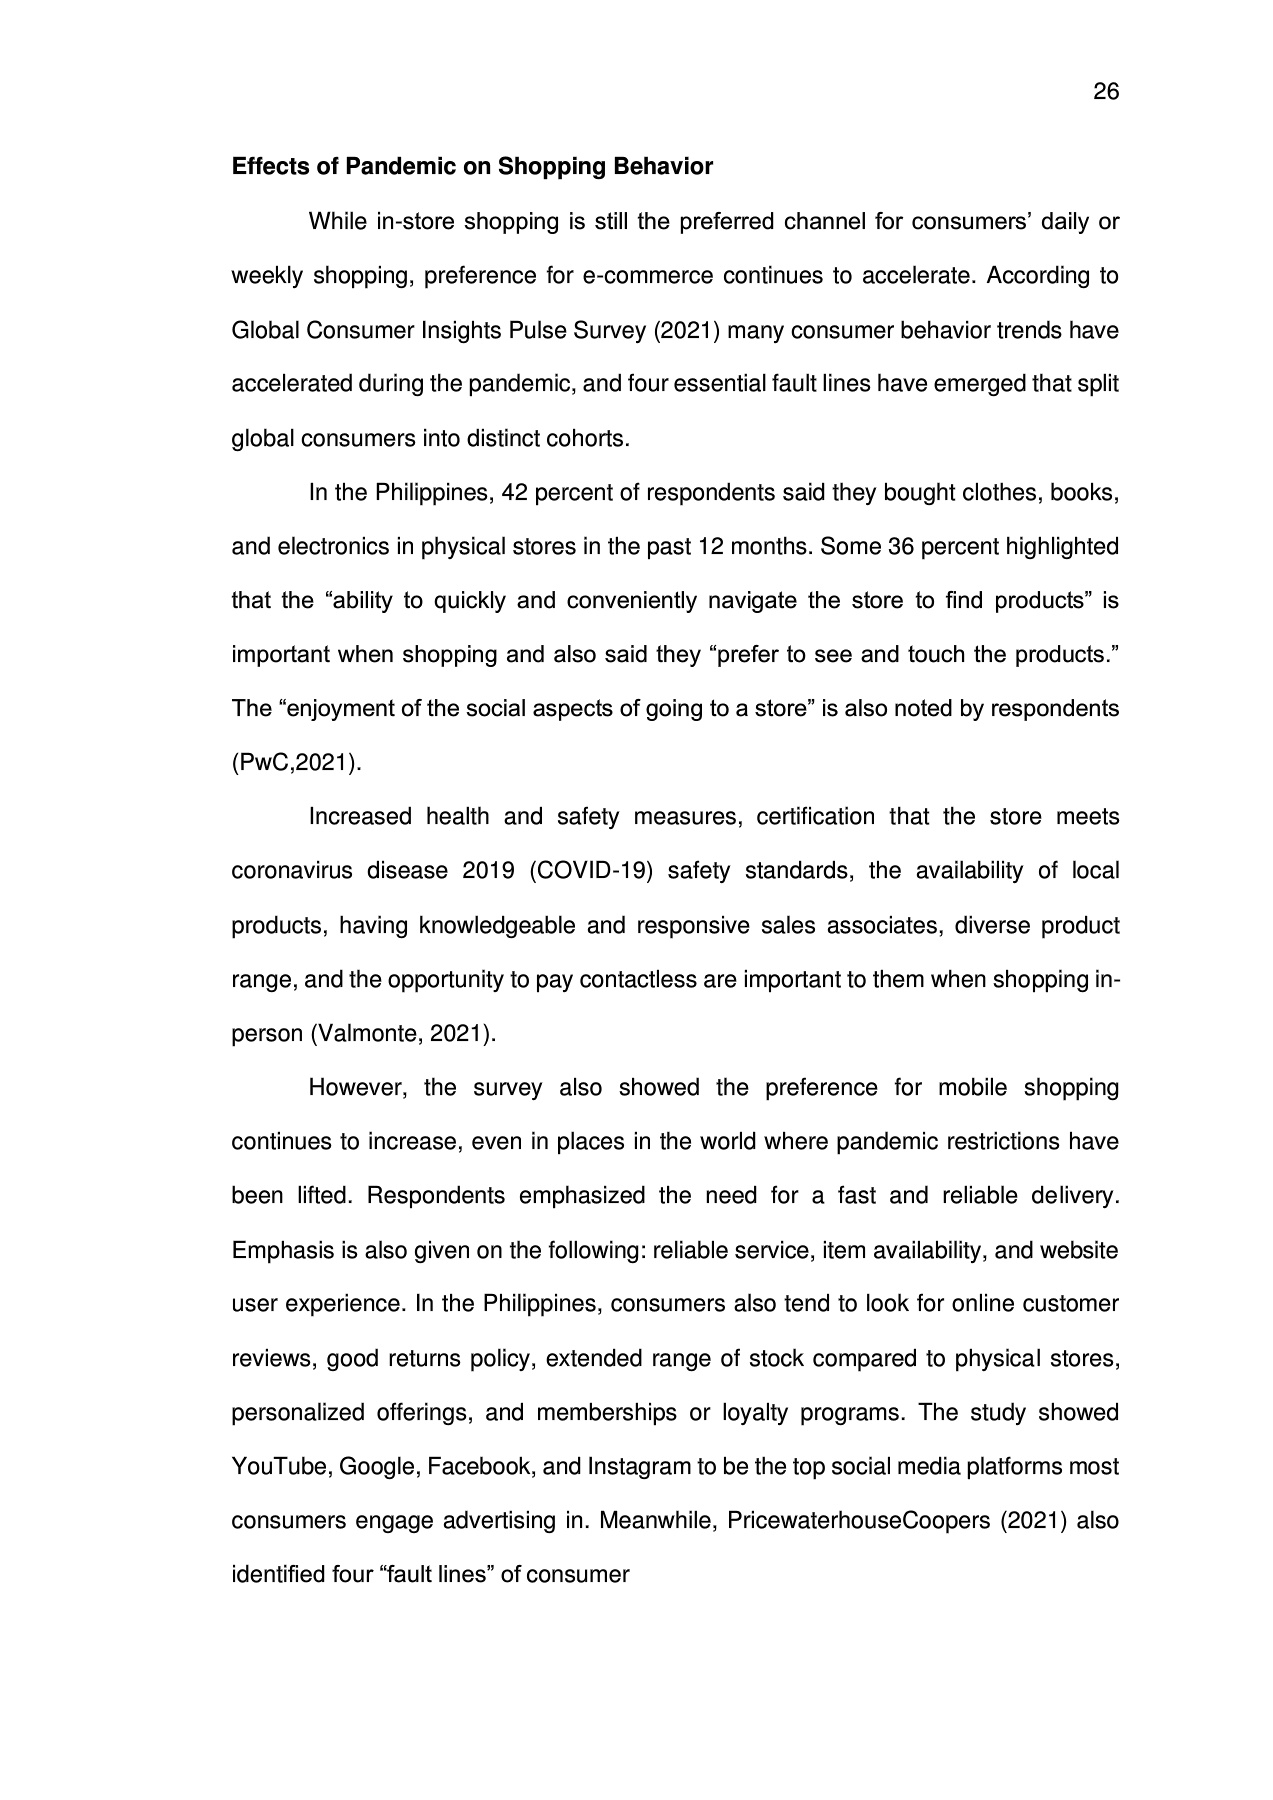 26
Effects of Pandemic on Shopping Behavior
While in-store shopping is still the preferred channel for consumers’ daily or
weekly shopping, preference for e-commerce continues to accelerate. According to
Global Consumer Insights Pulse Survey (2021) many consumer behavior trends have
accelerated during the pandemic, and four essential fault lines have emerged that split
global consumers into distinct cohorts.
In the Philippines, 42 percent of respondents said they bought clothes, books,
and electronics in physical stores in the past 12 months. Some 36 percent highlighted
that the “ability to quickly and conveniently navigate the store to find products” is
important when shopping and also said they “prefer to see and touch the products.”
The “enjoyment of the social aspects of going to a store” is also noted by respondents
(PwC,2021).
Increased health and safety measures, certification that the store meets
coronavirus disease 2019 (COVID-19) safety standards, the availability of local
products, having knowledgeable and responsive sales associates, diverse product
range, and the opportunity to pay contactless are important to them when shopping in-
person (Valmonte, 2021).
However, the survey also showed the preference for mobile shopping
continues to increase, even in places in the world where pandemic restrictions have
been lifted. Respondents emphasized the need for a fast and reliable delivery.
Emphasis is also given on the following: reliable service, item availability, and website
user experience. In the Philippines, consumers also tend to look for online customer
reviews, good returns policy, extended range of stock compared to physical stores,
personalized offerings, and memberships or loyalty programs. The study showed
YouTube, Google, Facebook, and Instagram to be the top social media platforms most
consumers engage advertising in. Meanwhile, PricewaterhouseCoopers (2021) also
identified four “fault lines” of consumer